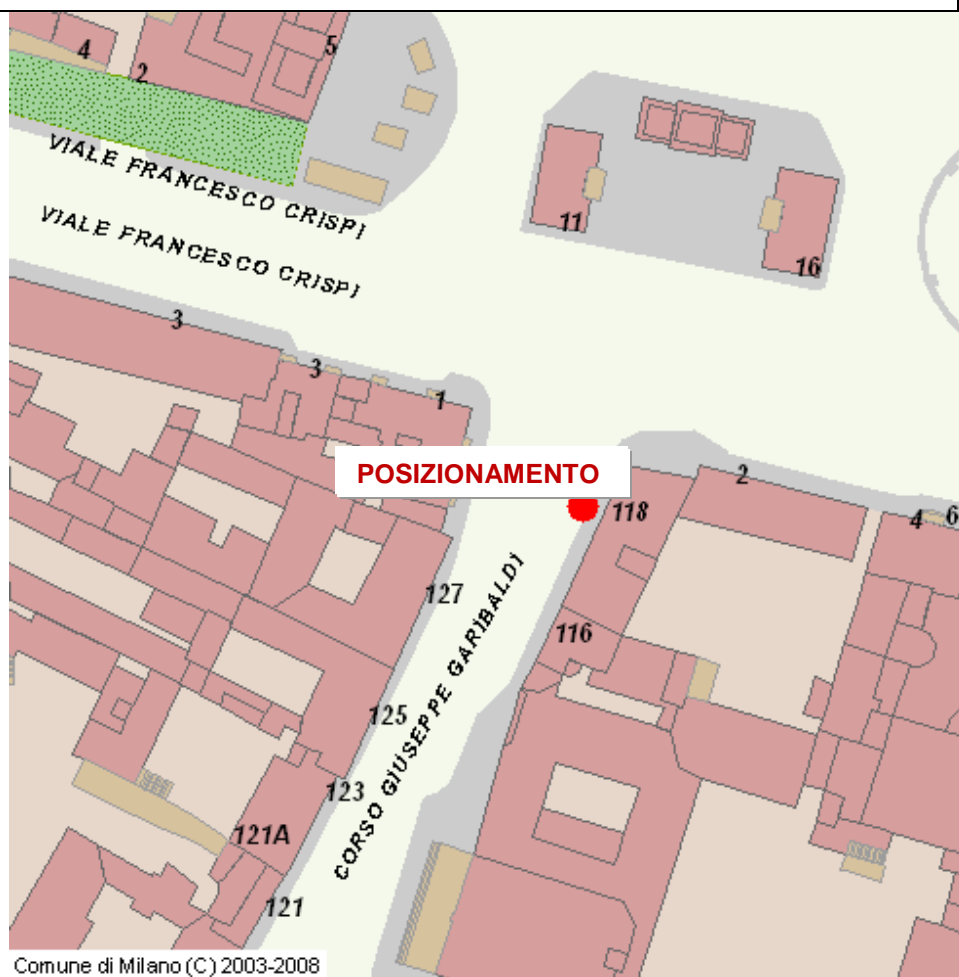 4
2
5
VIALE FRANCESCO CRISPI
VIALE FRANCESCO CRISPI
11
16
3
3
1
POSIZIONAMENTO
118
2
4
6
127
116
CORSO GIUSEPPE GARIBALDI
125
123
121A
121
Comune di Milano (C) 2003-2008